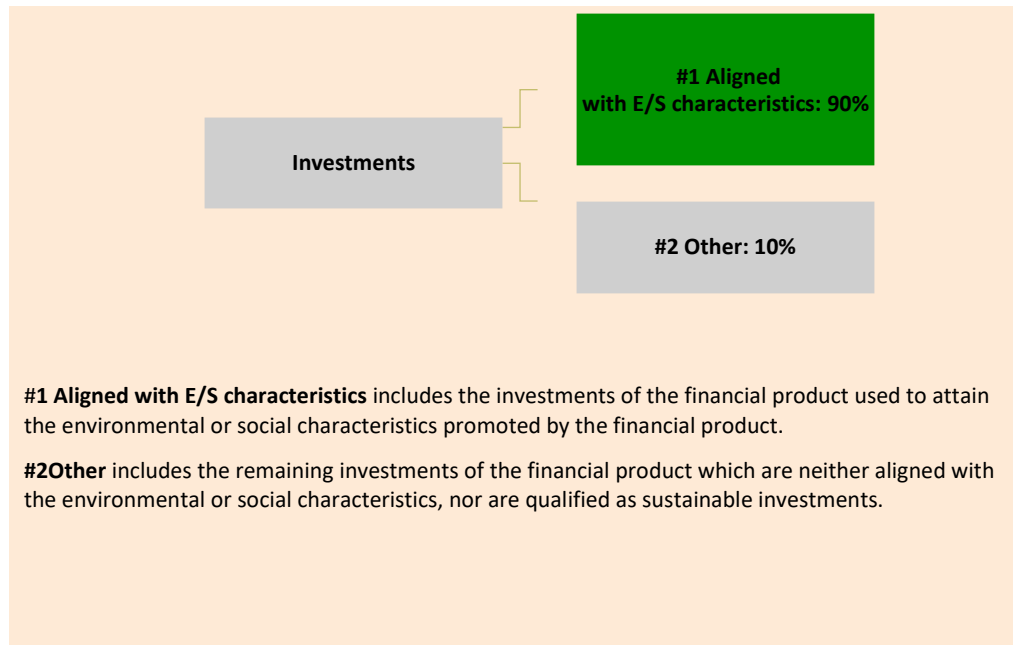 #1 Aligned
with E/S characteristics: 90%
Investments
#2 Other: 10%
#1 Aligned with E/S characteristics includes the investments of the financial product used to attain
the environmental or social characteristics promoted by the financial product.
#2Other includes the remaining investments of the financial product which are neither aligned with
the environmental or social characteristics, nor are qualified as sustainable investments.